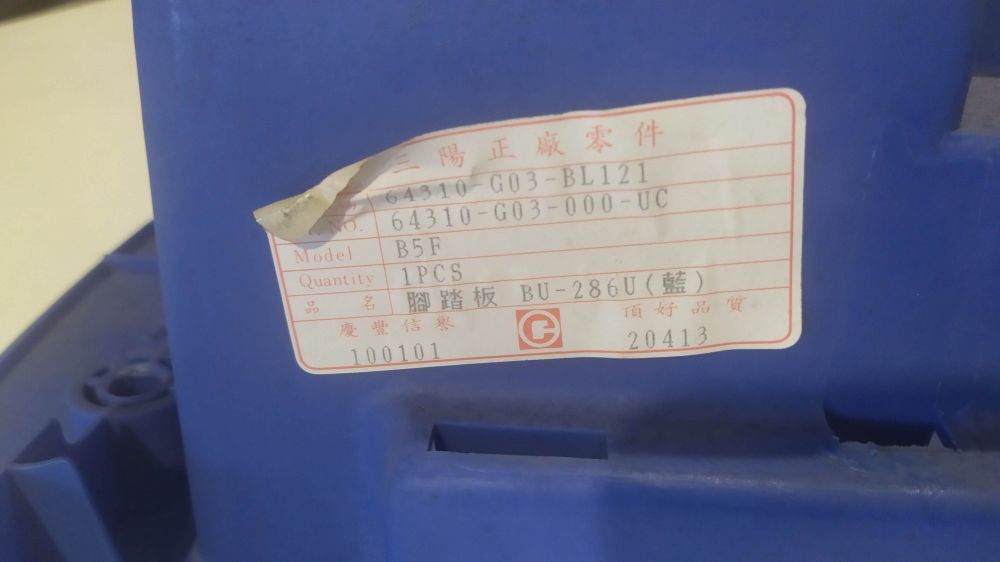 三陽正廠零件
64310-G03-BL121
NO. 64310-G03-000-UC
Model B5F
Quantity 1PCS
品名 腳踏板 BU-286U(藍)
慶豐信譽 頂好品質
100101 20413